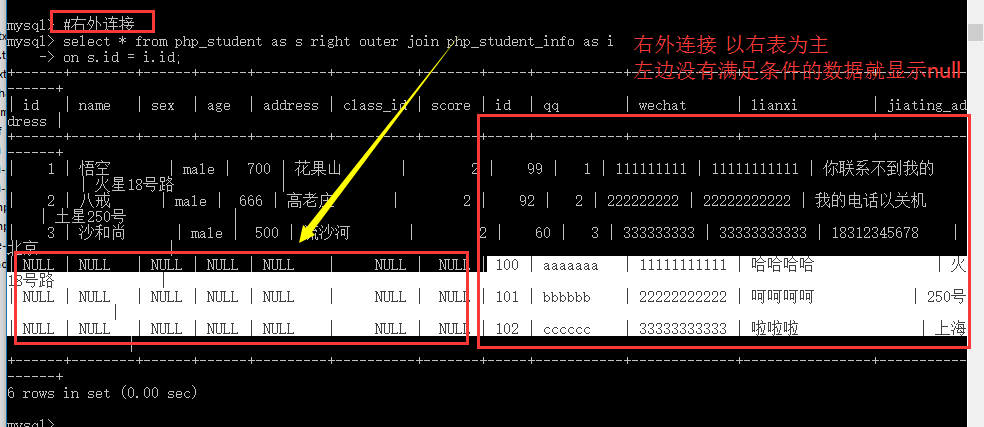 mysql> #右外连接
mysql> select * from php_student as s right outer join php_student_info as i
-> on s.id = i.id;
右外连接 以右表为主
左边没有满足条件的数据就显示null
| id | name | sex | age | address | class_id | score | id | qq | wechat | lianxi | jiating_ad
dress |
| 1 | 悟空 | male | 700 | 花果山 | 2 | 99 | 1 | 111111111 | 11111111111 | 你联系不到我的
| 火星18号路 |
| 2 | 八戒 | male | 666 | 高老庄 | 2 | 92 | 2 | 222222222 | 22222222222 | 我的电话以关机
| 土星250号 |
| 3 | 沙和尚 | male | 500 | 流沙河 | 2 | 60 | 3 | 333333333 | 33333333333 | 18312345678 |
北京 |
| NULL | NULL | NULL | NULL | NULL | NULL | NULL | 100 | aaaaaaa | 11111111111 | 哈哈哈哈 | 火
18号路 |
| NULL | NULL | NULL | NULL | NULL | NULL | NULL | 101 | bbbbbb | 22222222222 | 呵呵呵呵 | 250号
|
| NULL | NULL | NULL | NULL | NULL | NULL | NULL | 102 | cccccc | 33333333333 | 啦啦啦 | 上海
|
6 rows in set (0.00 sec)
mysql>